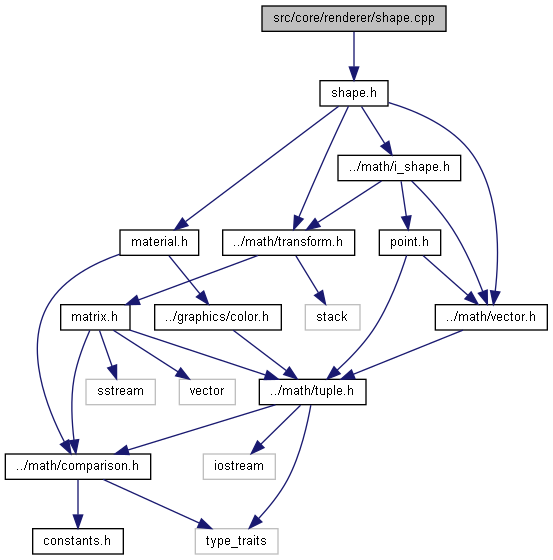 src/core/renderer/shape.cpp
shape.h
../math/i_shape.h
material.h
../math/transform.h
point.h
matrix.h
../graphics/color.h
stack
../math/vector.h
sstream
vector
../math/tuple.h
../math/comparison.h
iostream
constants.h
type_traits